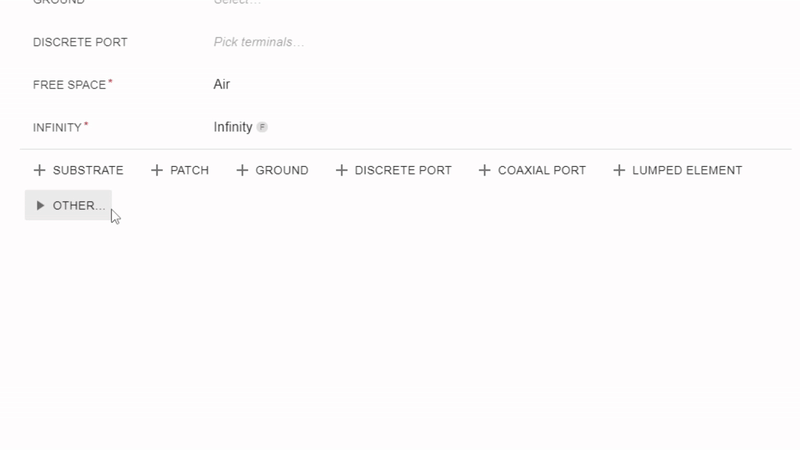 GROUND Select...
DISCRETE PORT Pick terminals...
FREE SPACE* Air
INFINITY* Infinity F
+ SUBSTRATE + PATCH + GROUND + DISCRETE PORT + COAXIAL PORT + LUMPED ELEMENT
OTHER...